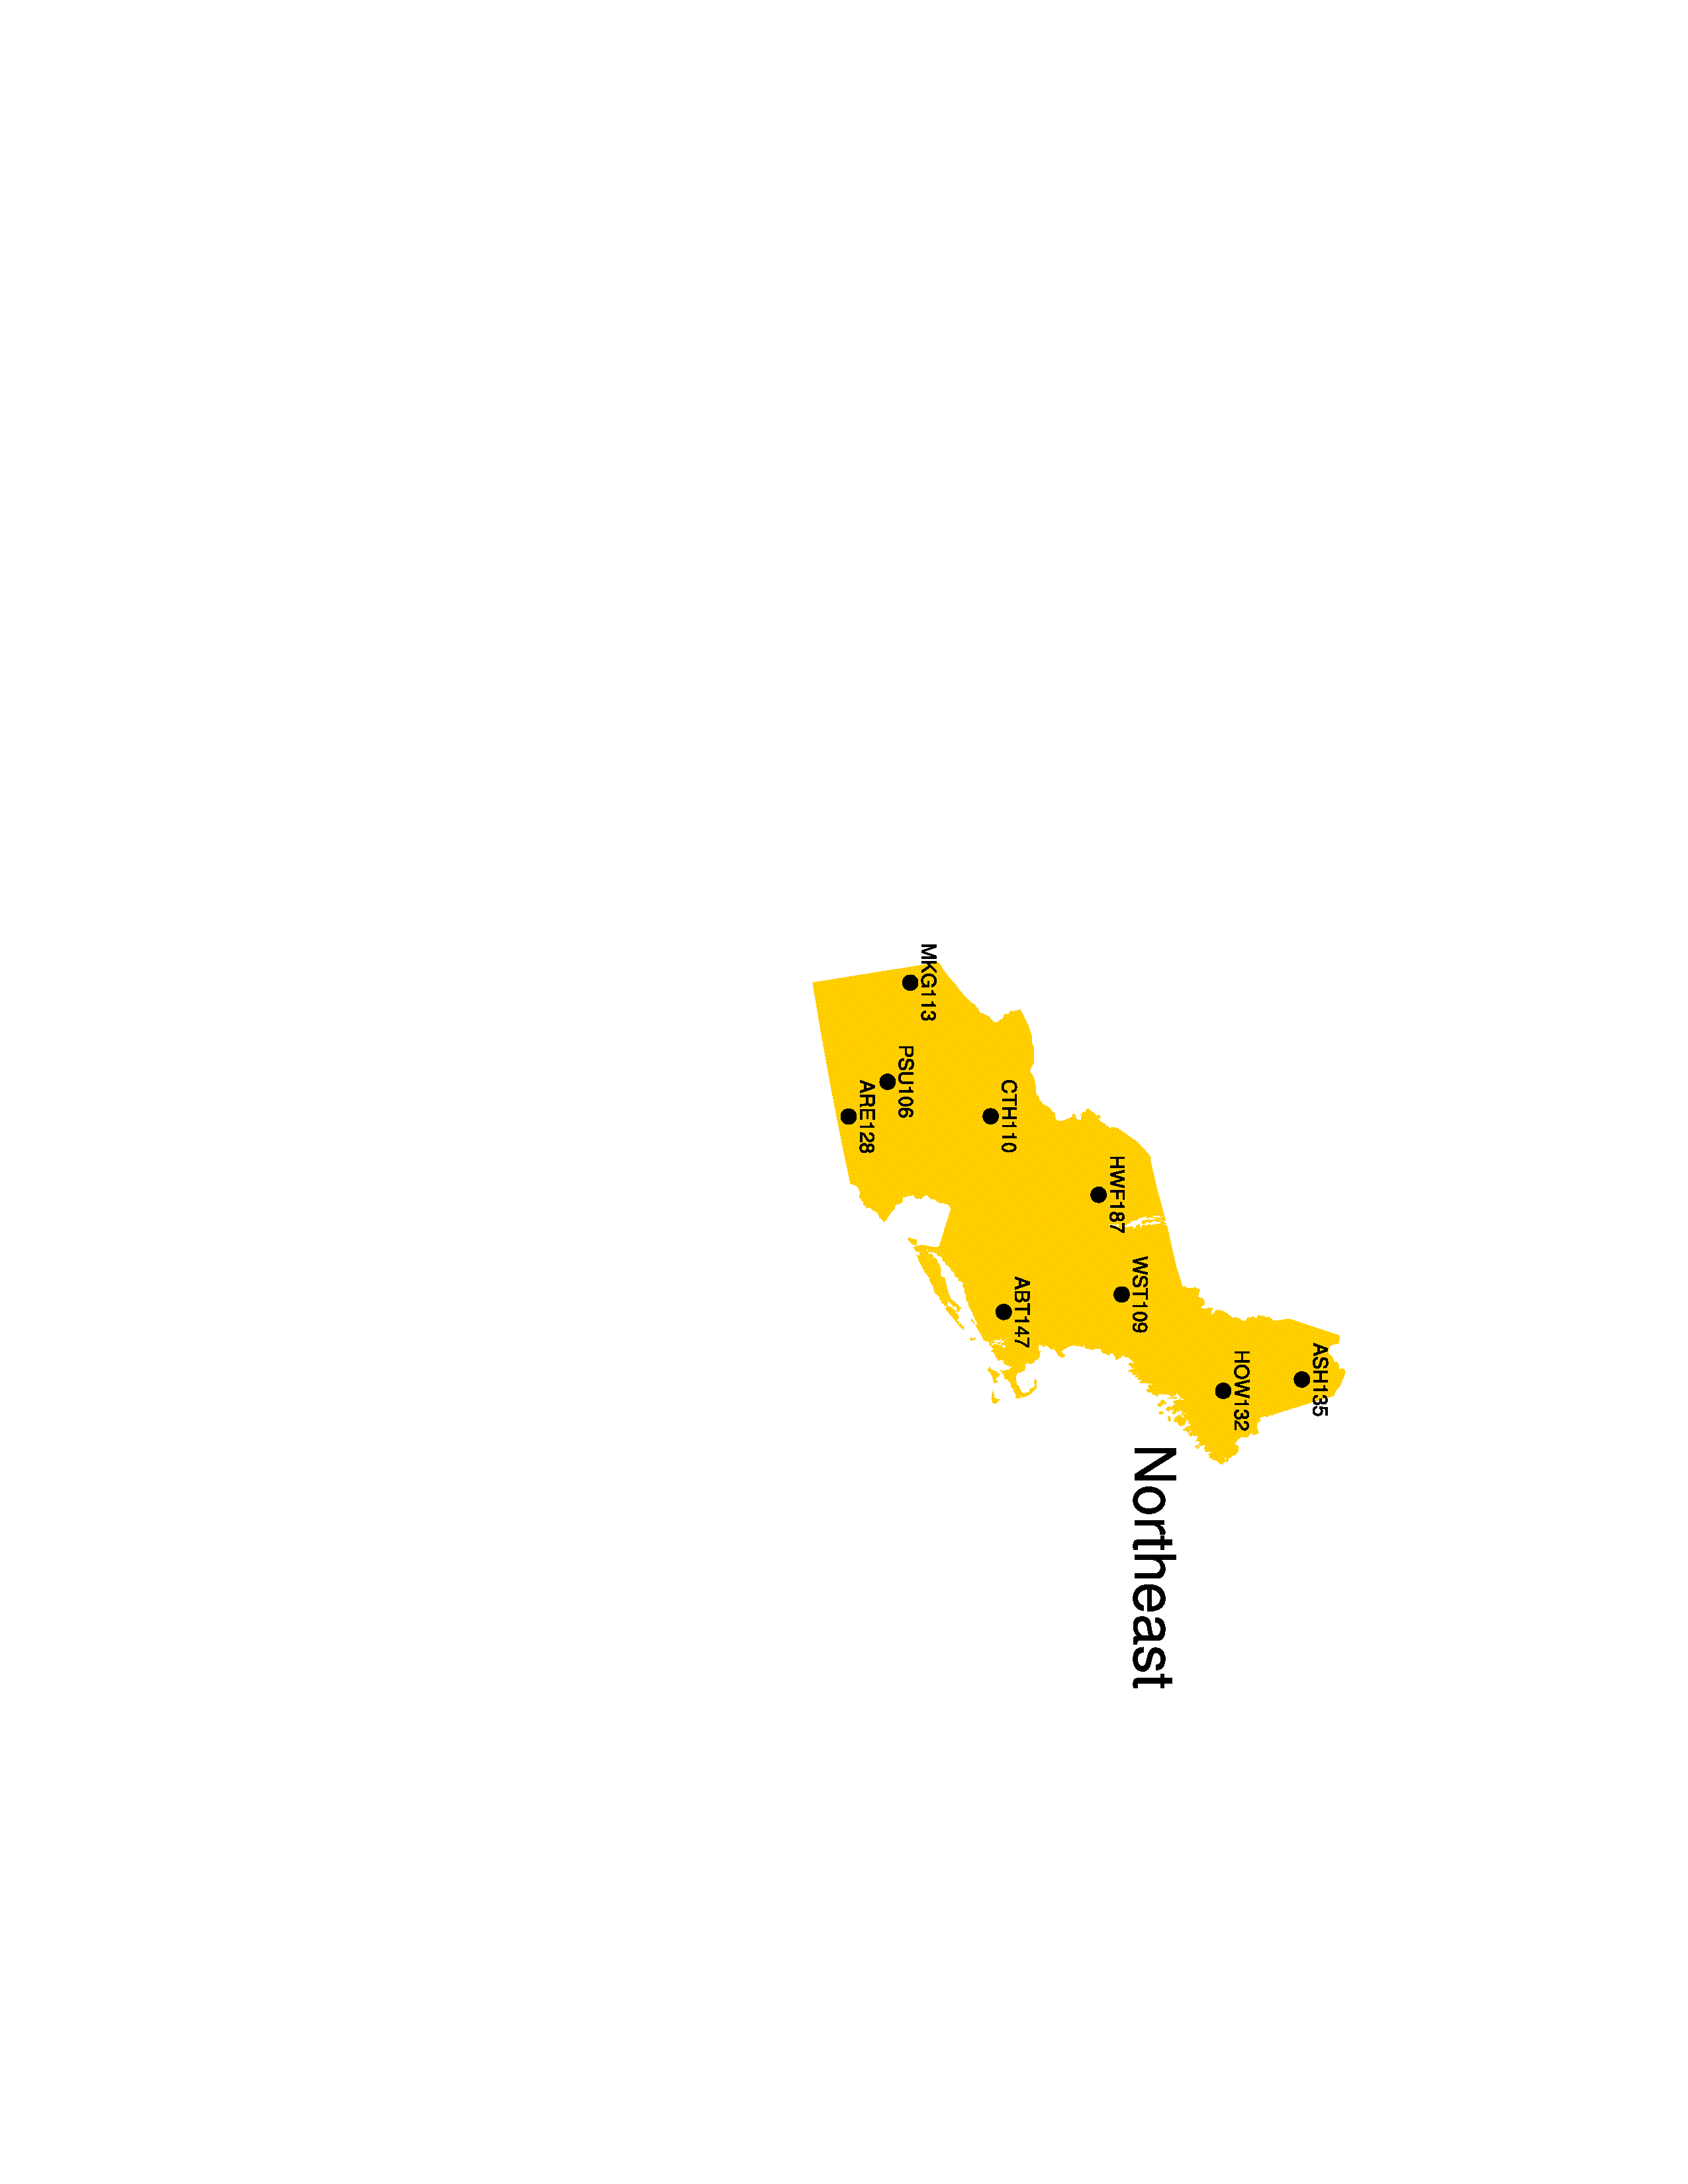 ASH135
HOW132
WST109
HWF187
ABT147
CTH110
MKG113
PSU106
ARE128
Northeast